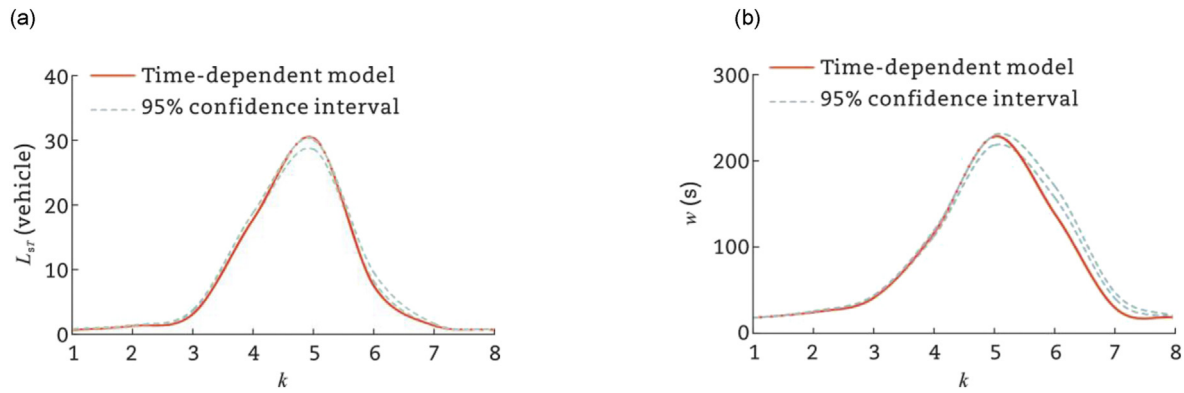 (a)
(b)
Time-dependent model
95% confidence interval
40
30
20
10
0
L_sT (vehicle)
1 2 3 4 5 6 7 8
k
Time-dependent model
95% confidence interval
300
200
100
0
w (s)
1 2 3 4 5 6 7 8
k